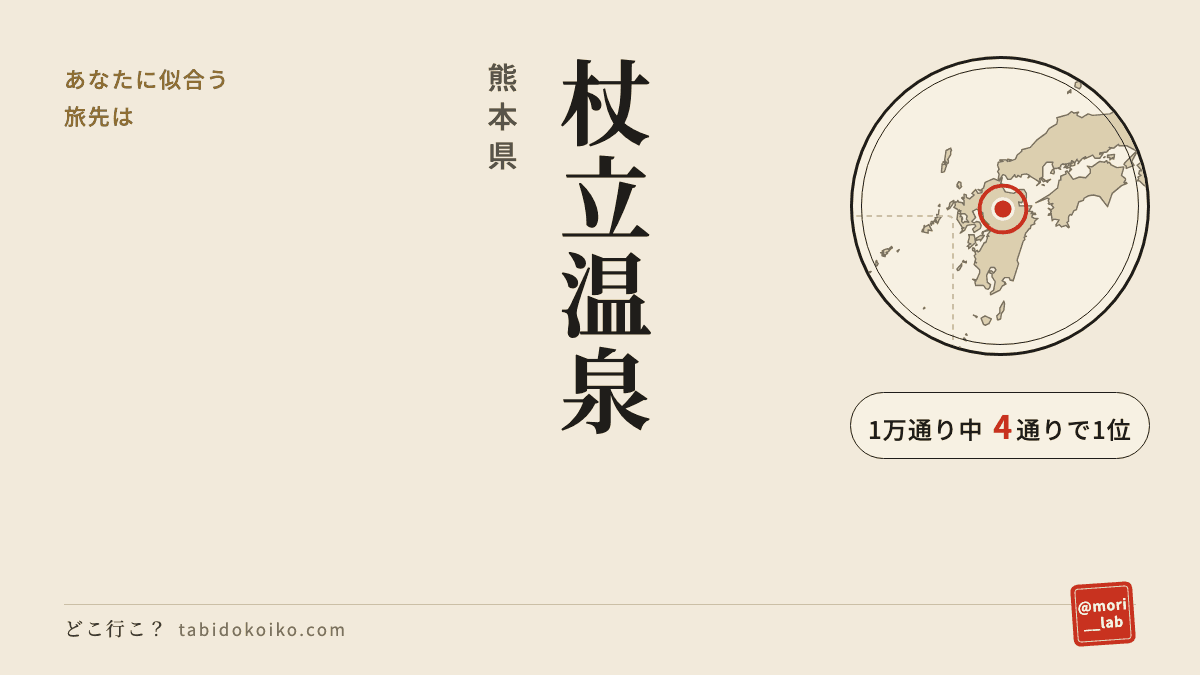 あなたに似合う
旅先は
杖立温泉
熊本県
1万通り中 4通りで1位
どこ行こ？ tabidokoiko.com
@mori
__lab